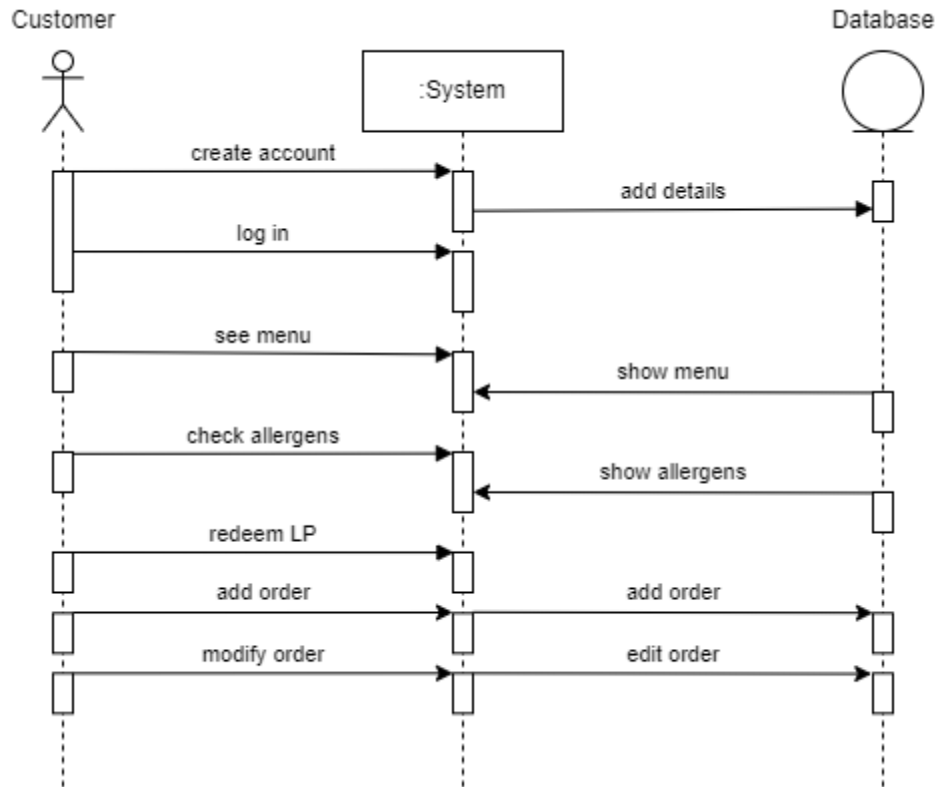 Customer
Database
:System
create account
add details
log in
see menu
show menu
check allergens
show allergens
redeem LP
add order
add order
modify order
edit order